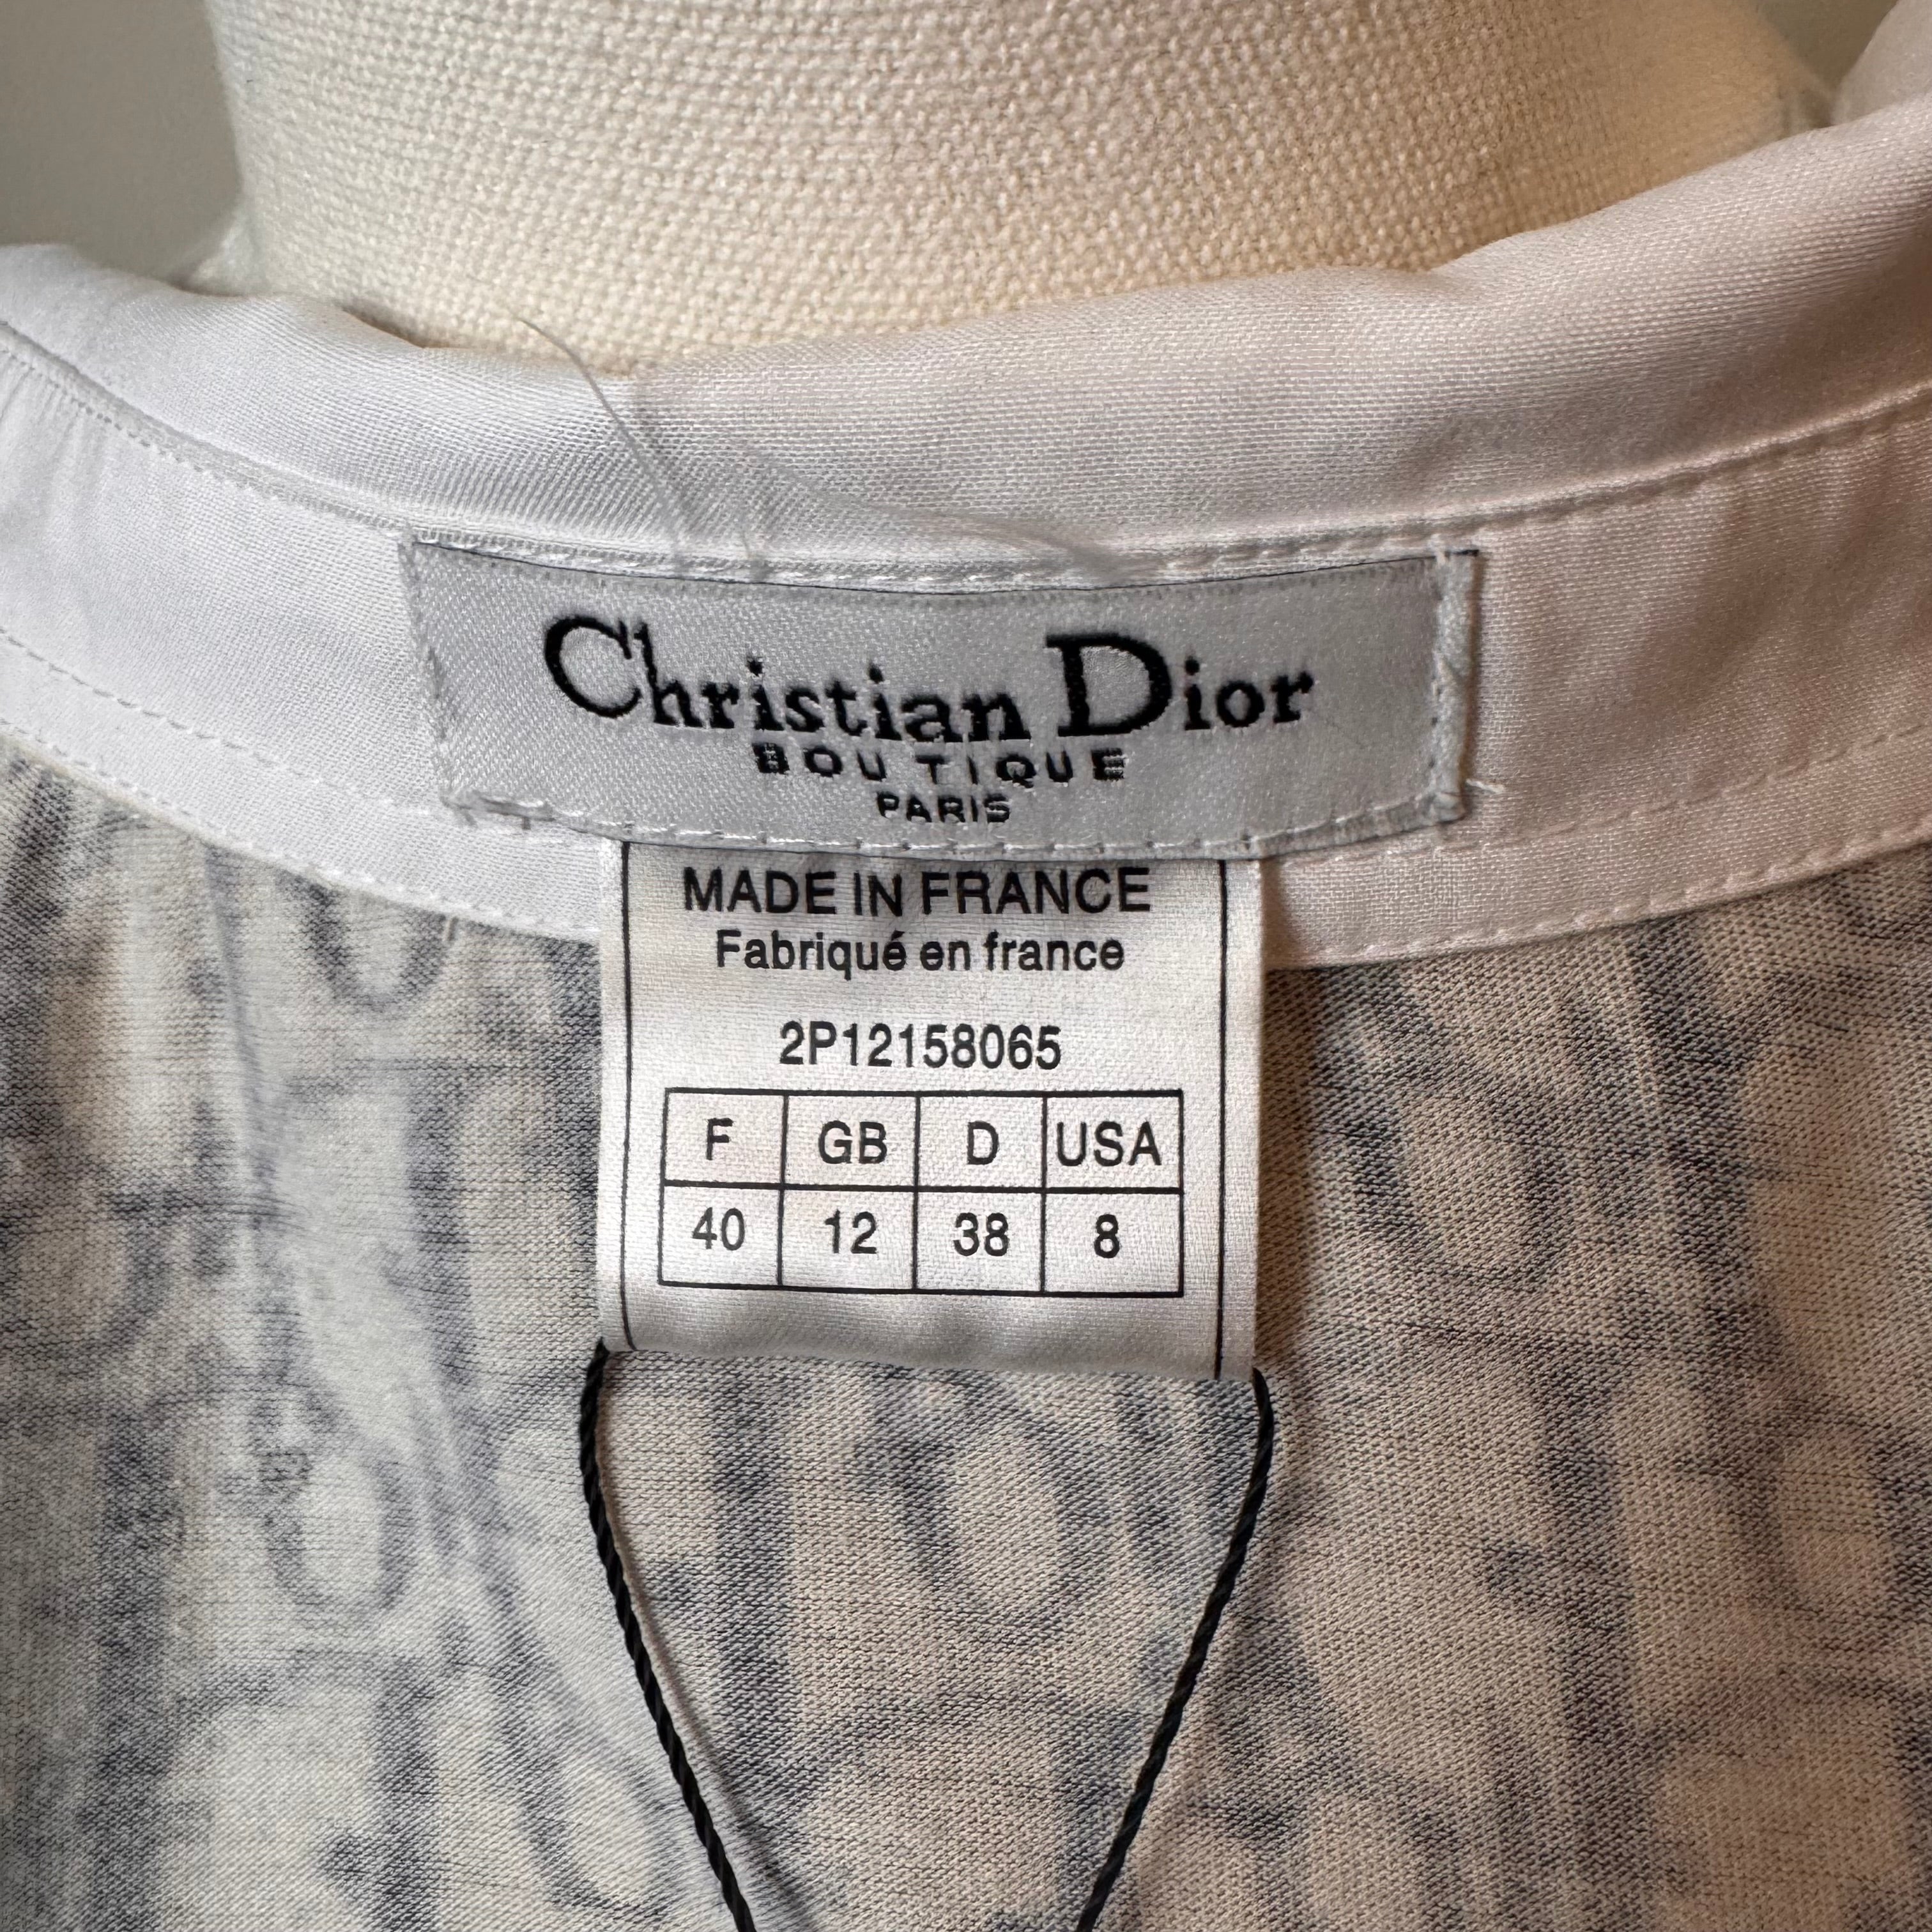 Christian Dior
BOUTIQUE
PARIS
MADE IN FRANCE
Fabriqué en france
2P12158065
F GB D USA
40 12 38 8